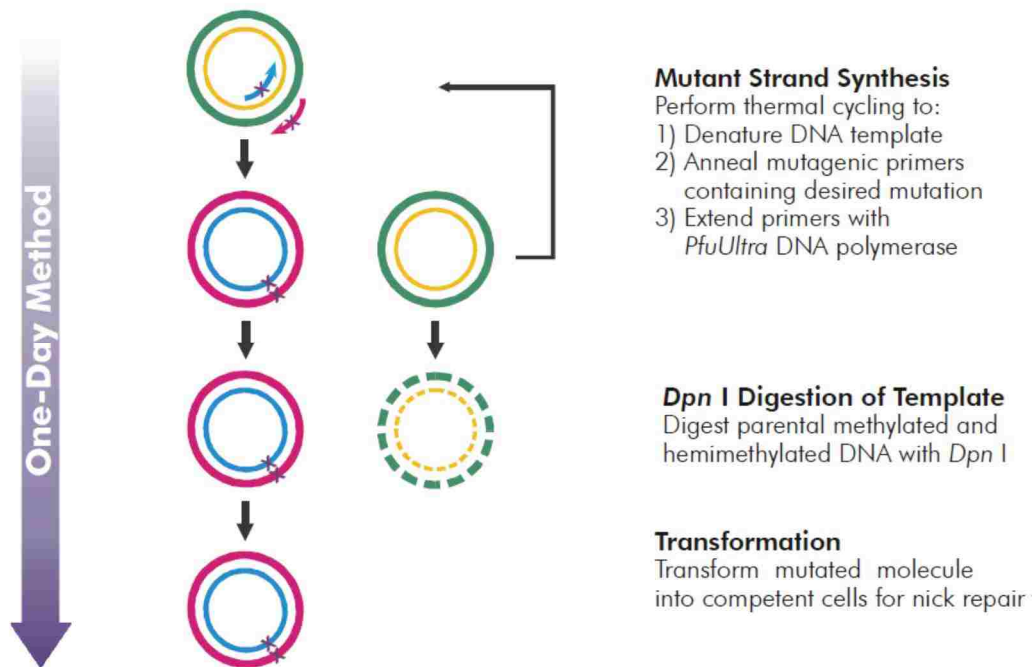 One-Day Method
Mutant Strand Synthesis
Perform thermal cycling to:
1) Denature DNA template
2) Anneal mutagenic primers
containing desired mutation
3) Extend primers with
PfuUltra DNA polymerase
Dpn I Digestion of Template
Digest parental methylated and
hemimethylated DNA with Dpn I
Transformation
Transform mutated molecule
into competent cells for nick repair